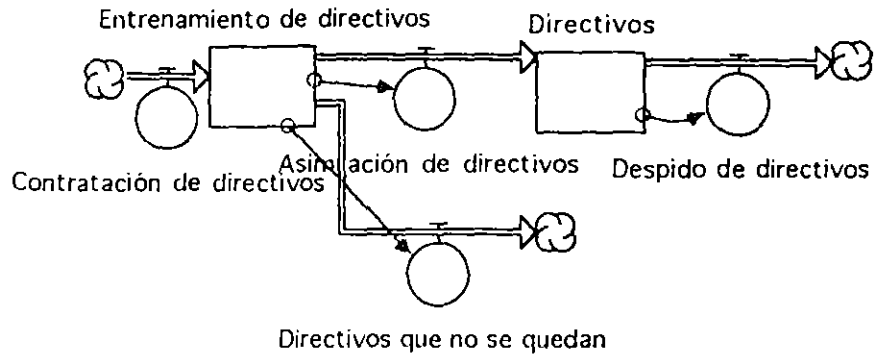 Entrenamiento de directivos
Directivos
Asimilación de directivos
Despido de directivos
Contratación de directivos
Directivos que no se quedan